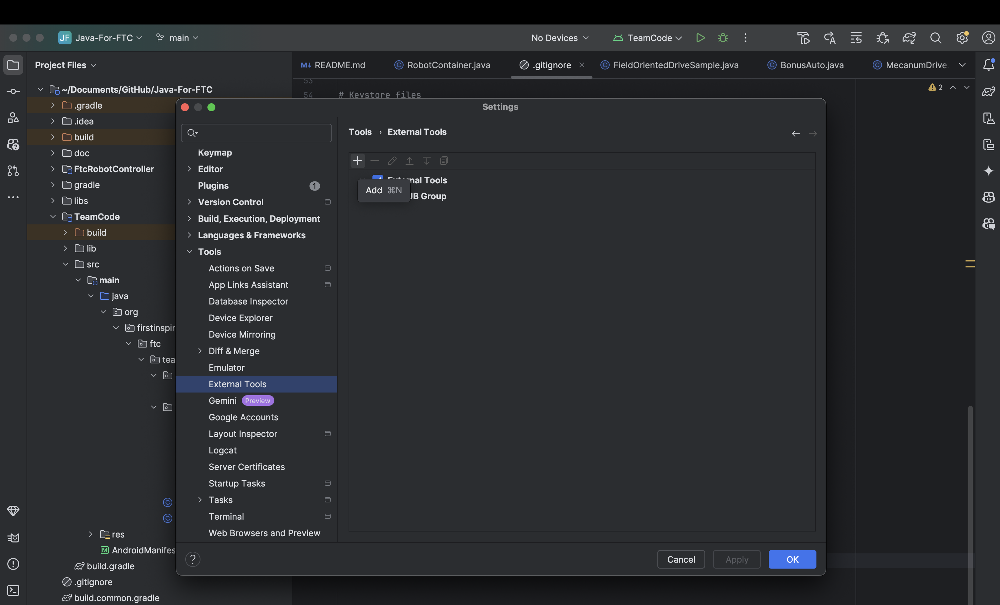 JF Java-For-FTC main No Devices TeamCode
Project Files
README.md RobotContainer.java .gitignore FieldOrientedDriveSample.java BonusAuto.java MecanumDrive.
~/Documents/GitHub/Java-For-FTC
.gradle
.idea
build
doc
FtcRobotController
gradle
libs
TeamCode
build
lib
src
main
java
org
firstinspir
ftc
tea
res
AndroidManifes
build.gradle
.gitignore
build.common.gradle
53
54 # Keystore files
2
Settings
Keymap
Editor
Plugins 1
Version Control
Build, Execution, Deployment
Languages & Frameworks
Tools
Actions on Save
App Links Assistant
Database Inspector
Device Explorer
Device Mirroring
Diff & Merge
Emulator
External Tools
Gemini Preview
Google Accounts
Layout Inspector
Logcat
Server Certificates
Startup Tasks
Tasks
Terminal
Web Browsers and Preview
Tools › External Tools
External Tools
Add ⌘N
UB Group
? Cancel Apply OK